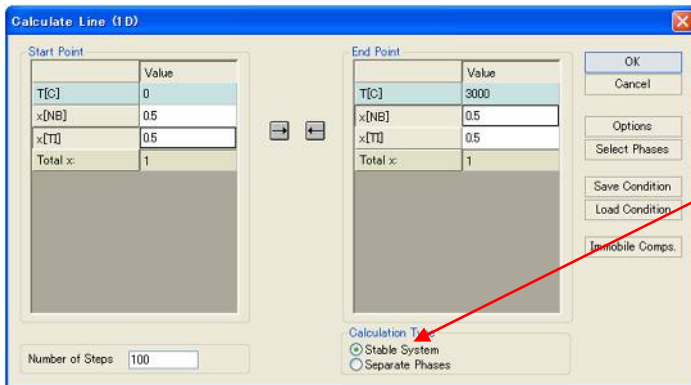 Calculate Line (1D)
Start Point
Value
T[C] 0
x[NB] 0.5
x[TI] 0.5
Total x: 1
Number of Steps 100
End Point
Value
T[C] 3000
x[NB] 0.5
x[TI] 0.5
Total x: 1
Calculation Type
Stable System
Separate Phases
OK
Cancel
Options
Select Phases
Save Condition
Load Condition
Immobile Comps.